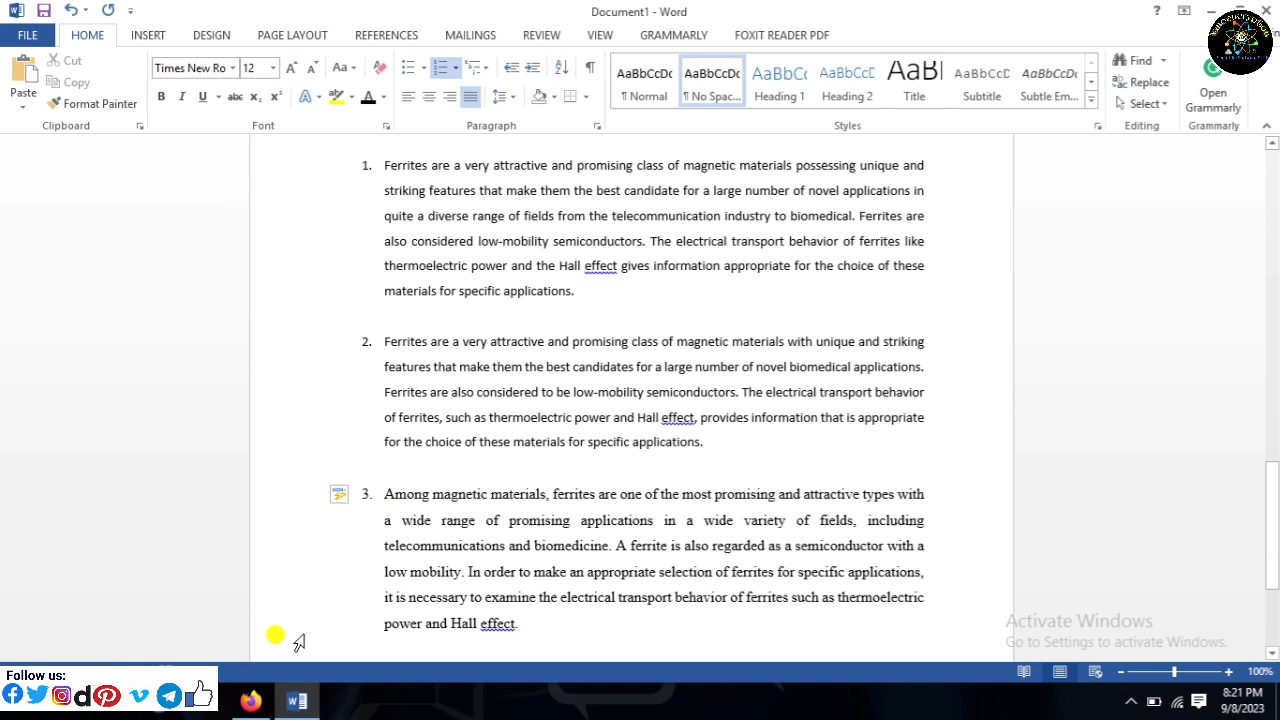 Document1 - Word
FILE HOME INSERT DESIGN PAGE LAYOUT REFERENCES MAILINGS REVIEW VIEW GRAMMARLY FOXIT READER PDF
Cut
Copy
Format Painter
Paste
Clipboard
Times New Ro 12
Font
Paragraph
AaBbCcDc AaBbCcDc AaBbCc AaBbCcD AaBb AaBbCcD AaBbCcDc
¶ Normal ¶ No Spac... Heading 1 Heading 2 Title Subtitle Subtle Em...
Styles
Find
Replace
Select
Editing
Open
Grammarly
Grammarly
1. Ferrites are a very attractive and promising class of magnetic materials possessing unique and
striking features that make them the best candidate for a large number of novel applications in
quite a diverse range of fields from the telecommunication industry to biomedical. Ferrites are
also considered low-mobility semiconductors. The electrical transport behavior of ferrites like
thermoelectric power and the Hall effect gives information appropriate for the choice of these
materials for specific applications.
2. Ferrites are a very attractive and promising class of magnetic materials with unique and striking
features that make them the best candidates for a large number of novel biomedical applications.
Ferrites are also considered to be low-mobility semiconductors. The electrical transport behavior
of ferrites, such as thermoelectric power and Hall effect, provides information that is appropriate
for the choice of these materials for specific applications.
3. Among magnetic materials, ferrites are one of the most promising and attractive types with
a wide range of promising applications in a wide variety of fields, including
telecommunications and biomedicine. A ferrite is also regarded as a semiconductor with a
low mobility. In order to make an appropriate selection of ferrites for specific applications,
it is necessary to examine the electrical transport behavior of ferrites such as thermoelectric
power and Hall effect.
Activate Windows
Go to Settings to activate Windows.
100%
Follow us:
8:21 PM
9/8/2023